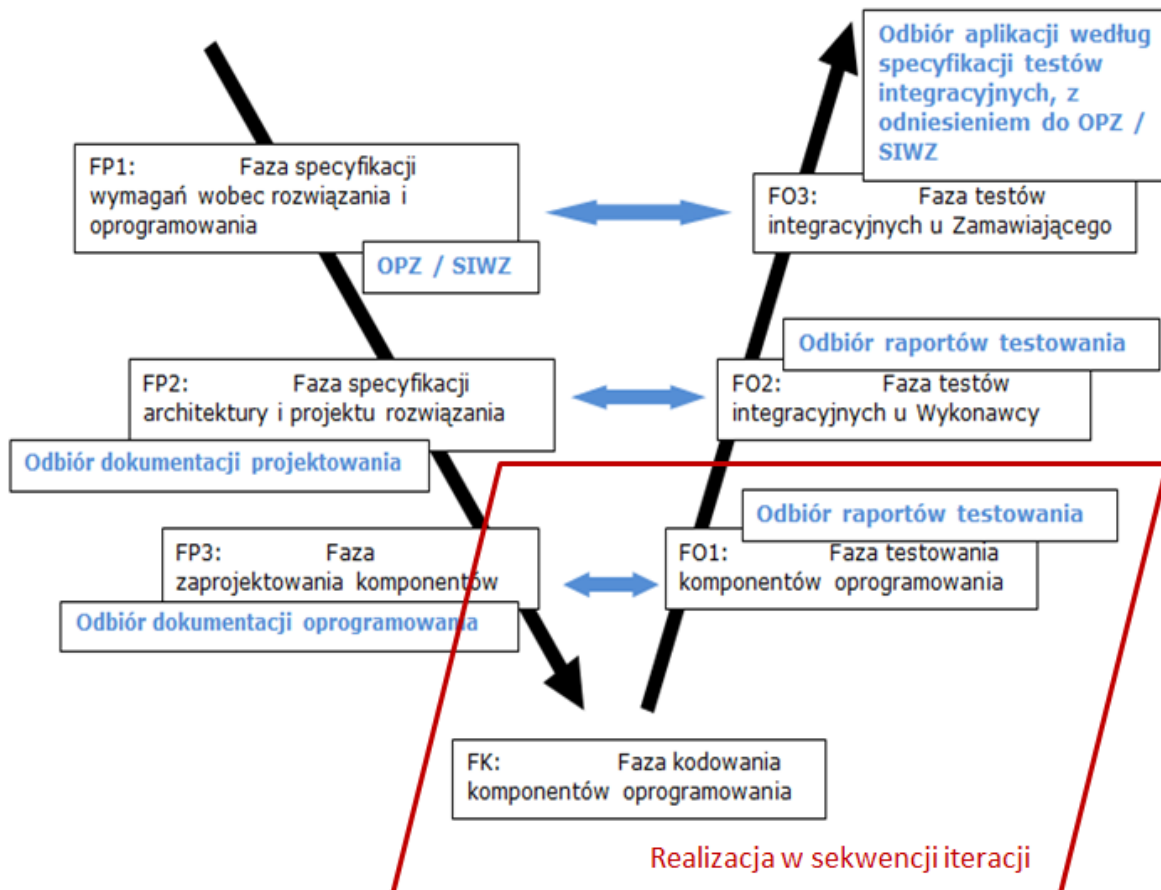 Odbiór aplikacji według
specyfikacji testów
integracyjnych, z
odniesieniem do OPZ /
SIWZ
FP1: Faza specyfikacji
wymagań wobec rozwiązania i
oprogramowania
OPZ / SIWZ
FO3: Faza testów
integracyjnych u Zamawiającego
FP2: Faza specyfikacji
architektury i projektu rozwiązania
Odbiór dokumentacji projektowania
Odbiór raportów testowania
FO2: Faza testów
integracyjnych u Wykonawcy
FP3: Faza
zaprojektowania komponentów
Odbiór dokumentacji oprogramowania
Odbiór raportów testowania
FO1: Faza testowania
komponentów oprogramowania
FK: Faza kodowania
komponentów oprogramowania
Realizacja w sekwencji iteracji